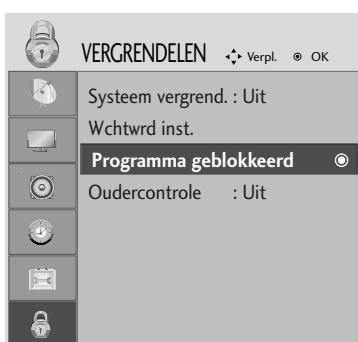 VERGRENDELEN Verpl. OK
Systeem vergrend. : Uit
Wchtwrd inst.
Programma geblokkeerd
Oudercontrole : Uit